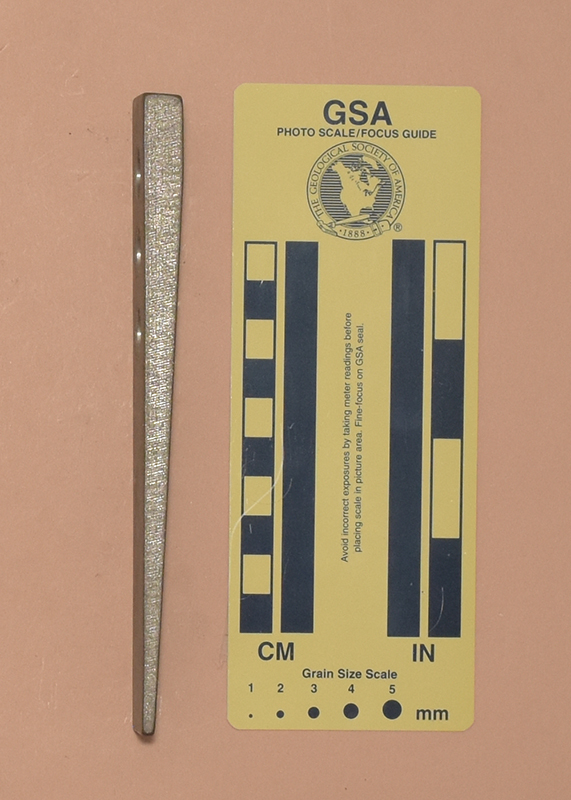 GSA
PHOTO SCALE/FOCUS GUIDE
THE GEOLOGICAL SOCIETY OF AMERICA
·1888·
®
Avoid incorrect exposures by taking meter readings before
placing scale in picture area. Fine-focus on GSA seal.
CM IN
Grain Size Scale
1 2 3 4 5
mm